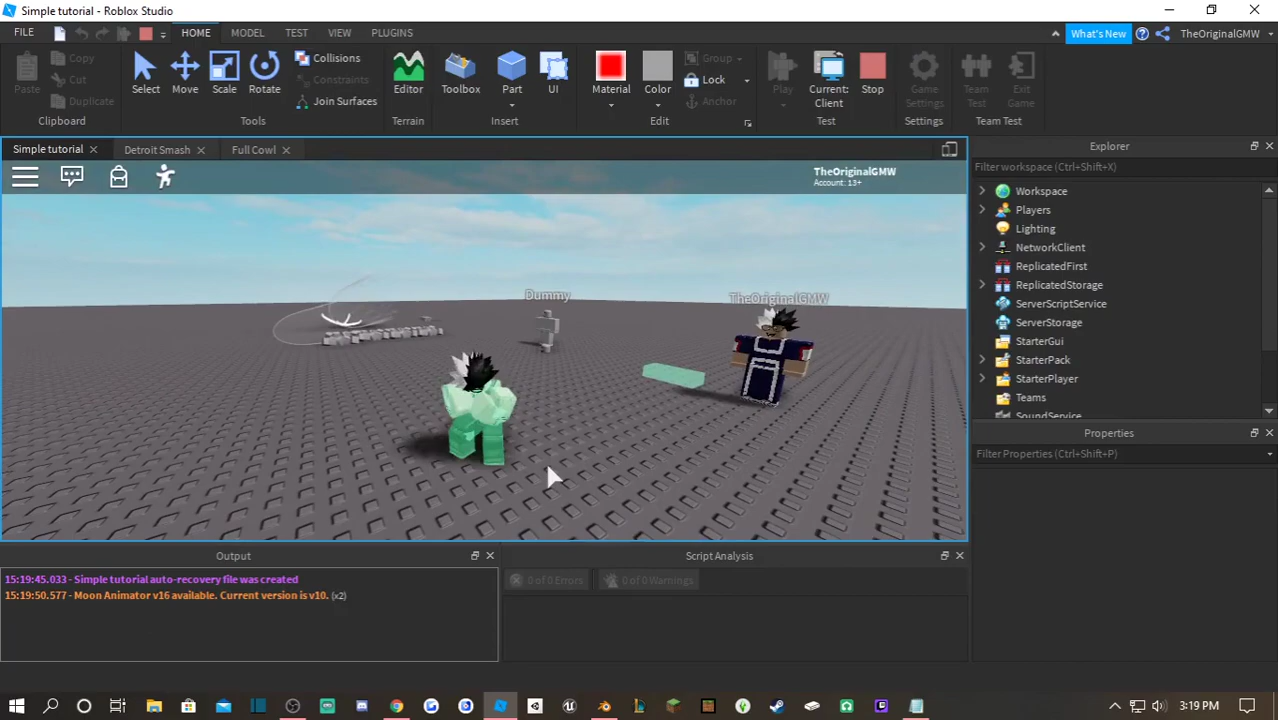 Simple tutorial - Roblox Studio
FILE HOME MODEL TEST VIEW PLUGINS What's New TheOriginalGMW
Paste Copy Cut Duplicate
Clipboard
Select Move Scale Rotate Collisions Constraints Join Surfaces
Tools
Editor
Terrain
Toolbox Part UI
Insert
Material Color Group Lock Anchor
Edit
Play Current: Client Stop
Test
Game Settings
Settings
Team Test Exit Game
Team Test
Simple tutorial Detroit Smash Full Cowl
TheOriginalGMW
Account: 13+
Dummy
TheOriginalGMW
Explorer
Filter workspace (Ctrl+Shift+X)
Workspace
Players
Lighting
NetworkClient
ReplicatedFirst
ReplicatedStorage
ServerScriptService
ServerStorage
StarterGui
StarterPack
StarterPlayer
Teams
SoundService
Properties
Filter Properties (Ctrl+Shift+P)
Output
15:19:45.033 - Simple tutorial auto-recovery file was created
15:19:50.577 - Moon Animator v16 available. Current version is v10. (x2)
Script Analysis
0 of 0 Errors 0 of 0 Warnings
3:19 PM